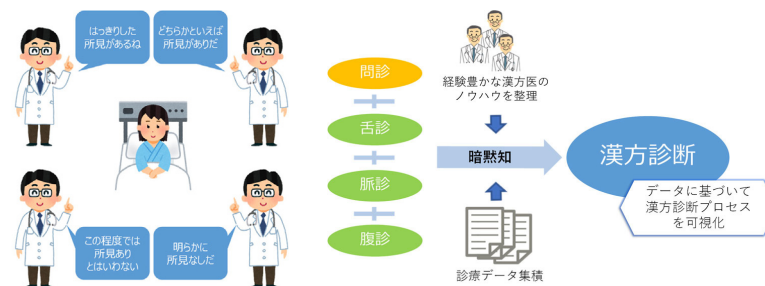 はっきりした
所見があるね
どちらかといえば
所見がありだ
この程度では
所見あり
とはいわない
明らかに
所見なしだ
問診
舌診
脈診
腹診
経験豊かな漢方医の
ノウハウを整理
暗黙知
診療データ集積
漢方診断
データに基づいて
漢方診断プロセス
を可視化